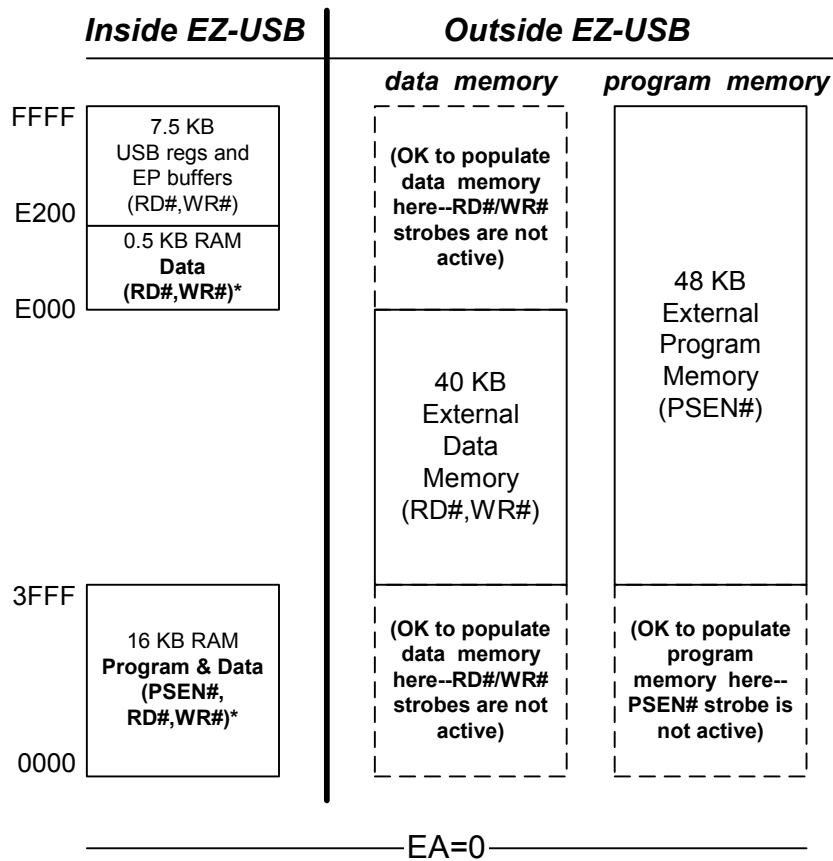 Inside EZ-USB
Outside EZ-USB
data memory
program memory
FFFF
7.5 KB
USB regs and
EP buffers
(RD#,WR#)
E200
0.5 KB RAM
Data
(RD#,WR#)*
E000
(OK to populate
data memory
here--RD#/WR#
strobes are not
active)
40 KB
External
Data
Memory
(RD#,WR#)
48 KB
External
Program
Memory
(PSEN#)
3FFF
16 KB RAM
Program & Data
(PSEN#,
RD#,WR#)*
0000
(OK to populate
data memory
here--RD#/WR#
strobes are not
active)
(OK to populate
program
memory here--
PSEN# strobe is
not active)
EA=0